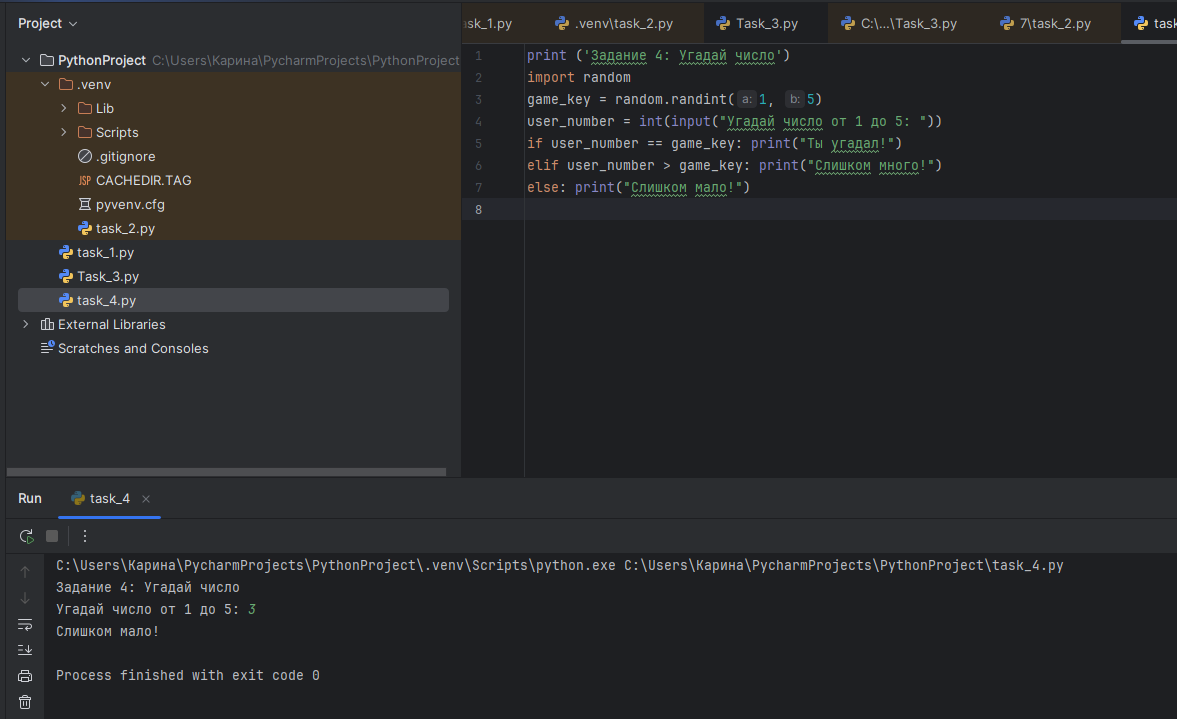 Project
sk_1.py
.venv\task_2.py
Task_3.py
C:\...\Task_3.py
7\task_2.py
task
PythonProject C:\Users\Карина\PycharmProjects\PythonProject
.venv
Lib
Scripts
.gitignore
JSP CACHEDIR.TAG
pyvenv.cfg
task_2.py
task_1.py
Task_3.py
task_4.py
External Libraries
Scratches and Consoles
1 print ('Задание 4: Угадай число')
2 import random
3 game_key = random.randint( a: 1, b: 5)
4 user_number = int(input("Угадай число от 1 до 5: "))
5 if user_number == game_key: print("Ты угадал!")
6 elif user_number > game_key: print("Слишком много!")
7 else: print("Слишком мало!")
8
Run
task_4
C:\Users\Карина\PycharmProjects\PythonProject\.venv\Scripts\python.exe C:\Users\Карина\PycharmProjects\PythonProject\task_4.py
Задание 4: Угадай число
Угадай число от 1 до 5: 3
Слишком мало!
Process finished with exit code 0